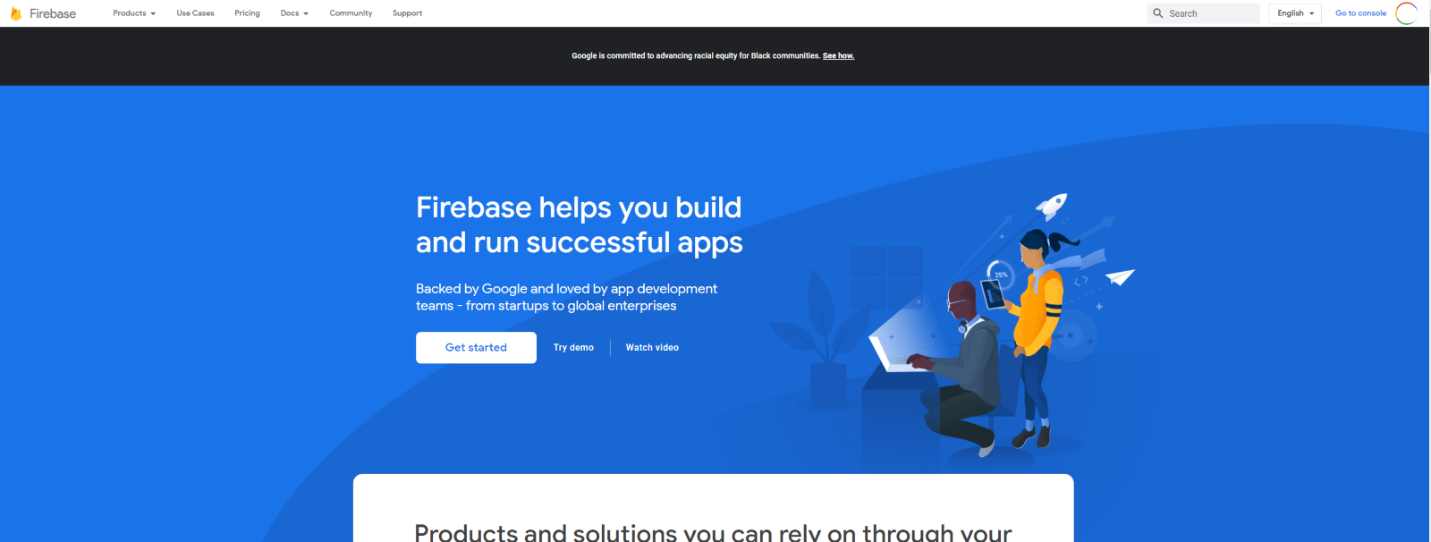 Firebase Products Use Cases Pricing Docs Community Support Search English Go to console
Google is committed to advancing racial equity for Black communities. See how.
Firebase helps you build
and run successful apps
25%
Backed by Google and loved by app development
teams - from startups to global enterprises
Get started Try demo Watch video
Products and solutions you can rely on through your